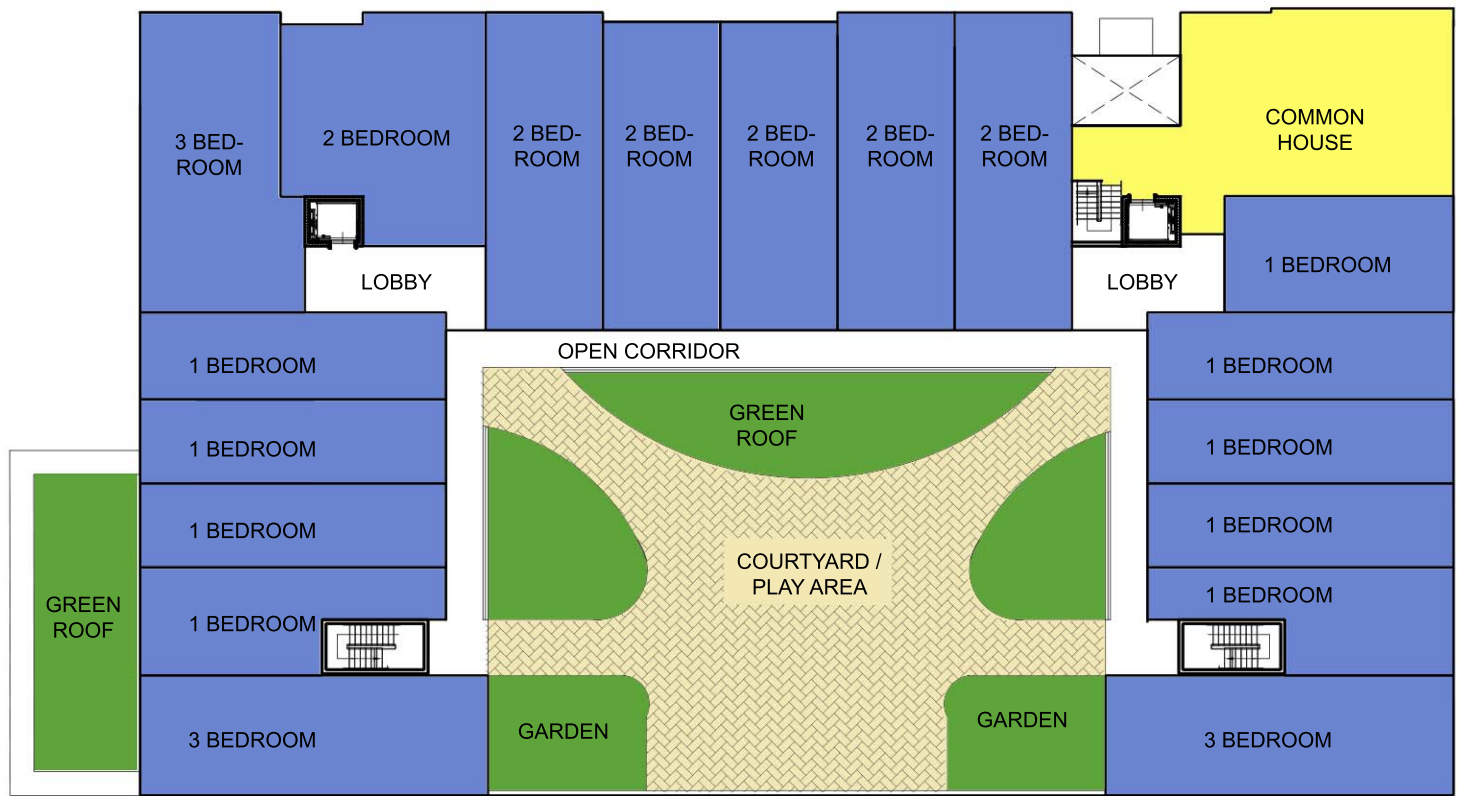 3 BED-
ROOM
2 BEDROOM
2 BED-
ROOM
2 BED-
ROOM
2 BED-
ROOM
2 BED-
ROOM
2 BED-
ROOM
COMMON
HOUSE
LOBBY
LOBBY
1 BEDROOM
OPEN CORRIDOR
1 BEDROOM
1 BEDROOM
GREEN
ROOF
1 BEDROOM
1 BEDROOM
1 BEDROOM
1 BEDROOM
COURTYARD /
PLAY AREA
GREEN
ROOF
1 BEDROOM
1 BEDROOM
3 BEDROOM
GARDEN
GARDEN
3 BEDROOM